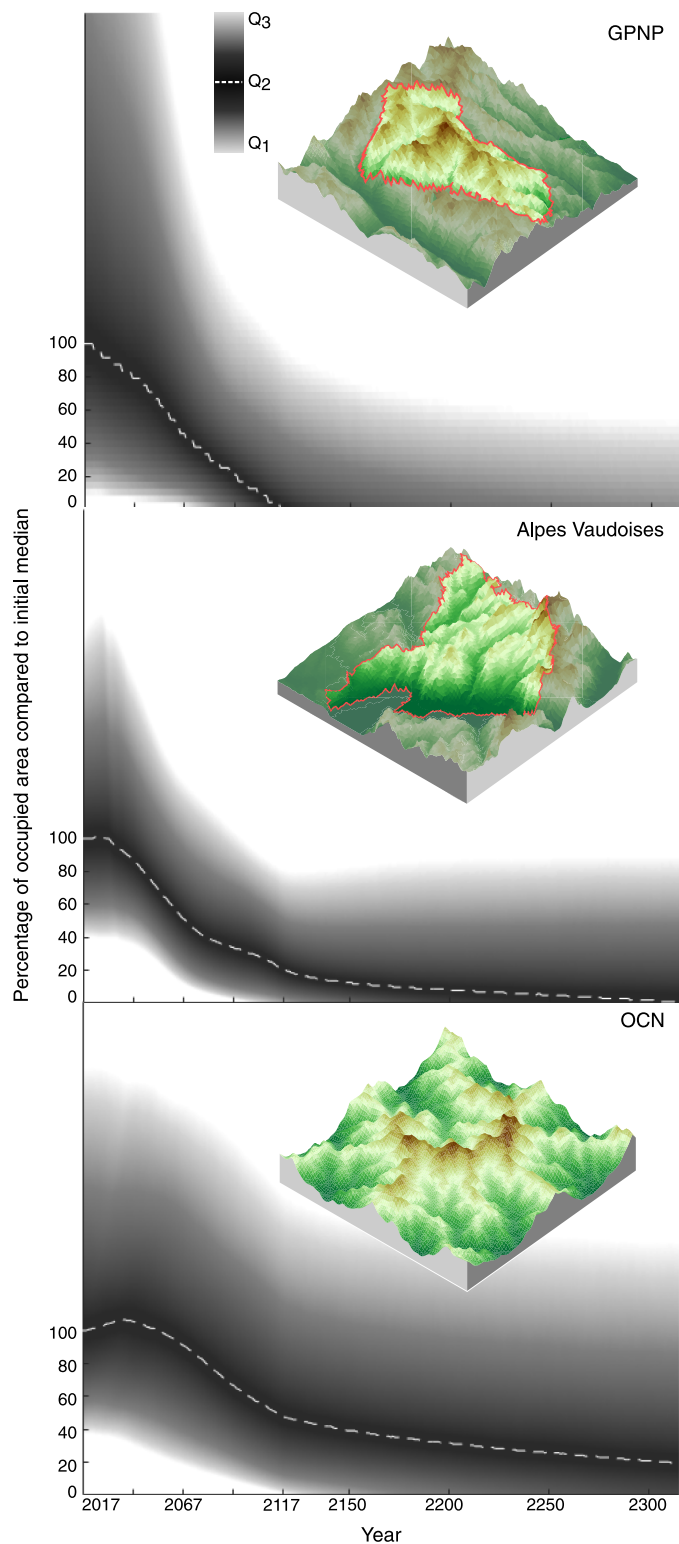 Q3
Q2
Q1
GPNP
100
80
60
40
20
0
Percentage of occupied area compared to initial median
Alpes Vaudoises
100
80
60
40
20
0
OCN
100
80
60
40
20
0
2017 2067 2117 2150 2200 2250 2300
Year